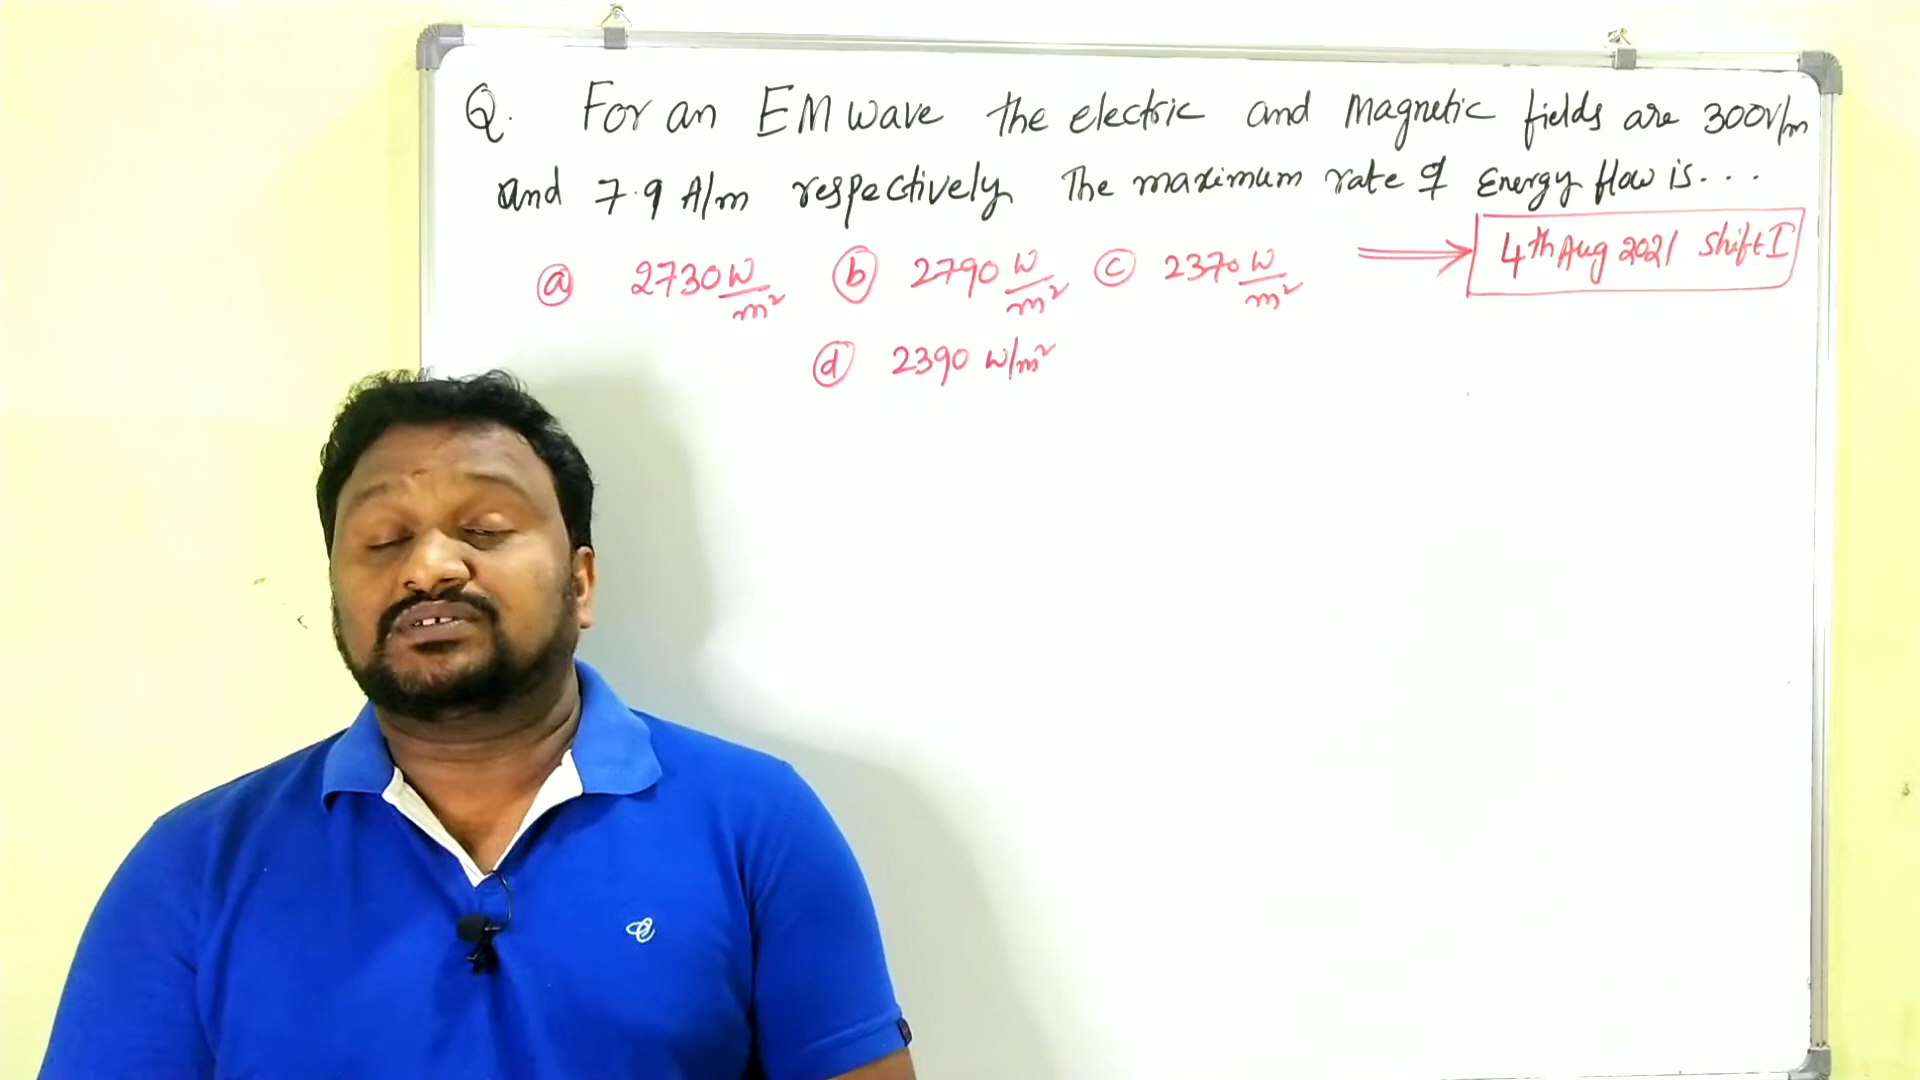 Q. For an EM wave the electric and Magnetic fields are 300V/m
and 7.9 A/m respectively The maximum rate of Energy flow is...
4th Aug 2021 Shift I
ⓐ 2730 W/m² ⓑ 2790 W/m² ⓒ 2370 W/m²
ⓓ 2390 W/m²